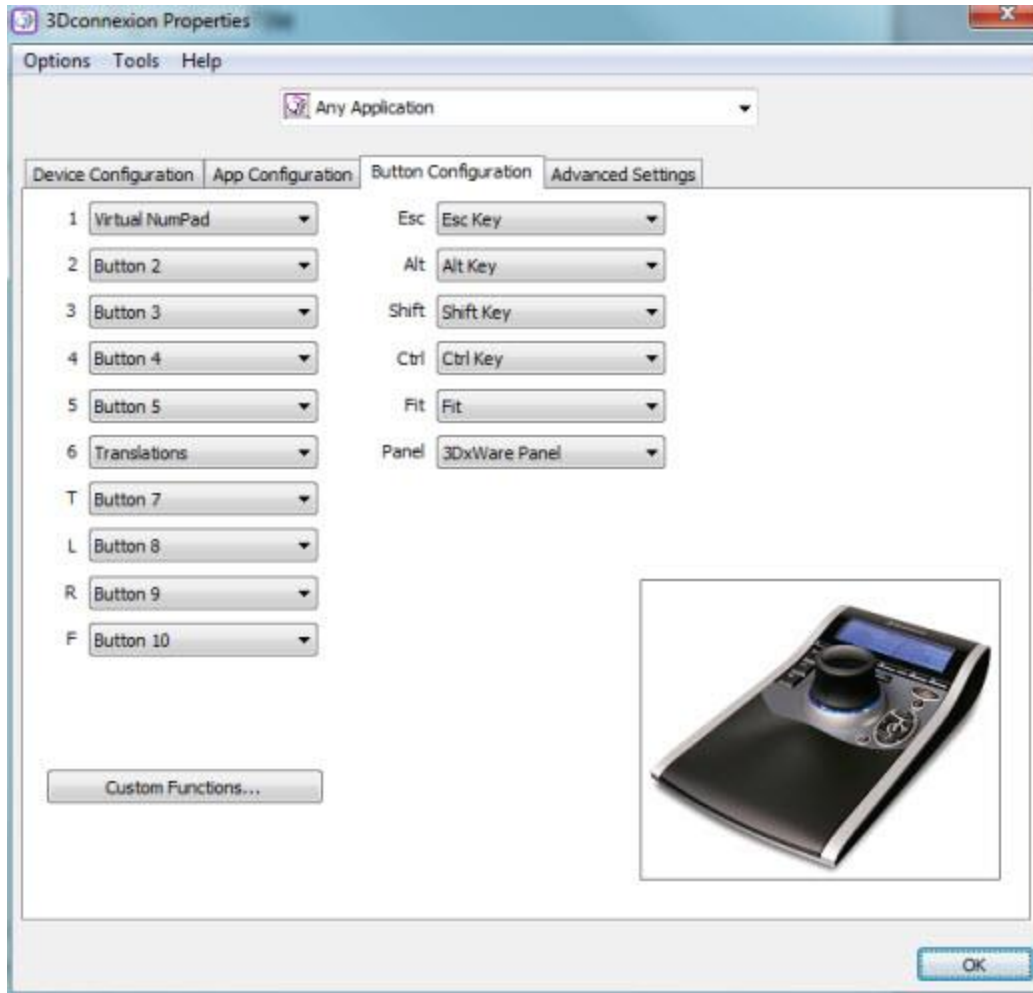 3Dconnexion Properties
Options Tools Help
Any Application
Device Configuration App Configuration Button Configuration Advanced Settings
1 Virtual NumPad Esc Esc Key
2 Button 2 Alt Alt Key
3 Button 3 Shift Shift Key
4 Button 4 Ctrl Ctrl Key
5 Button 5 Fit Fit
6 Translations Panel 3DxWare Panel
T Button 7
L Button 8
R Button 9
F Button 10
Custom Functions...
OK